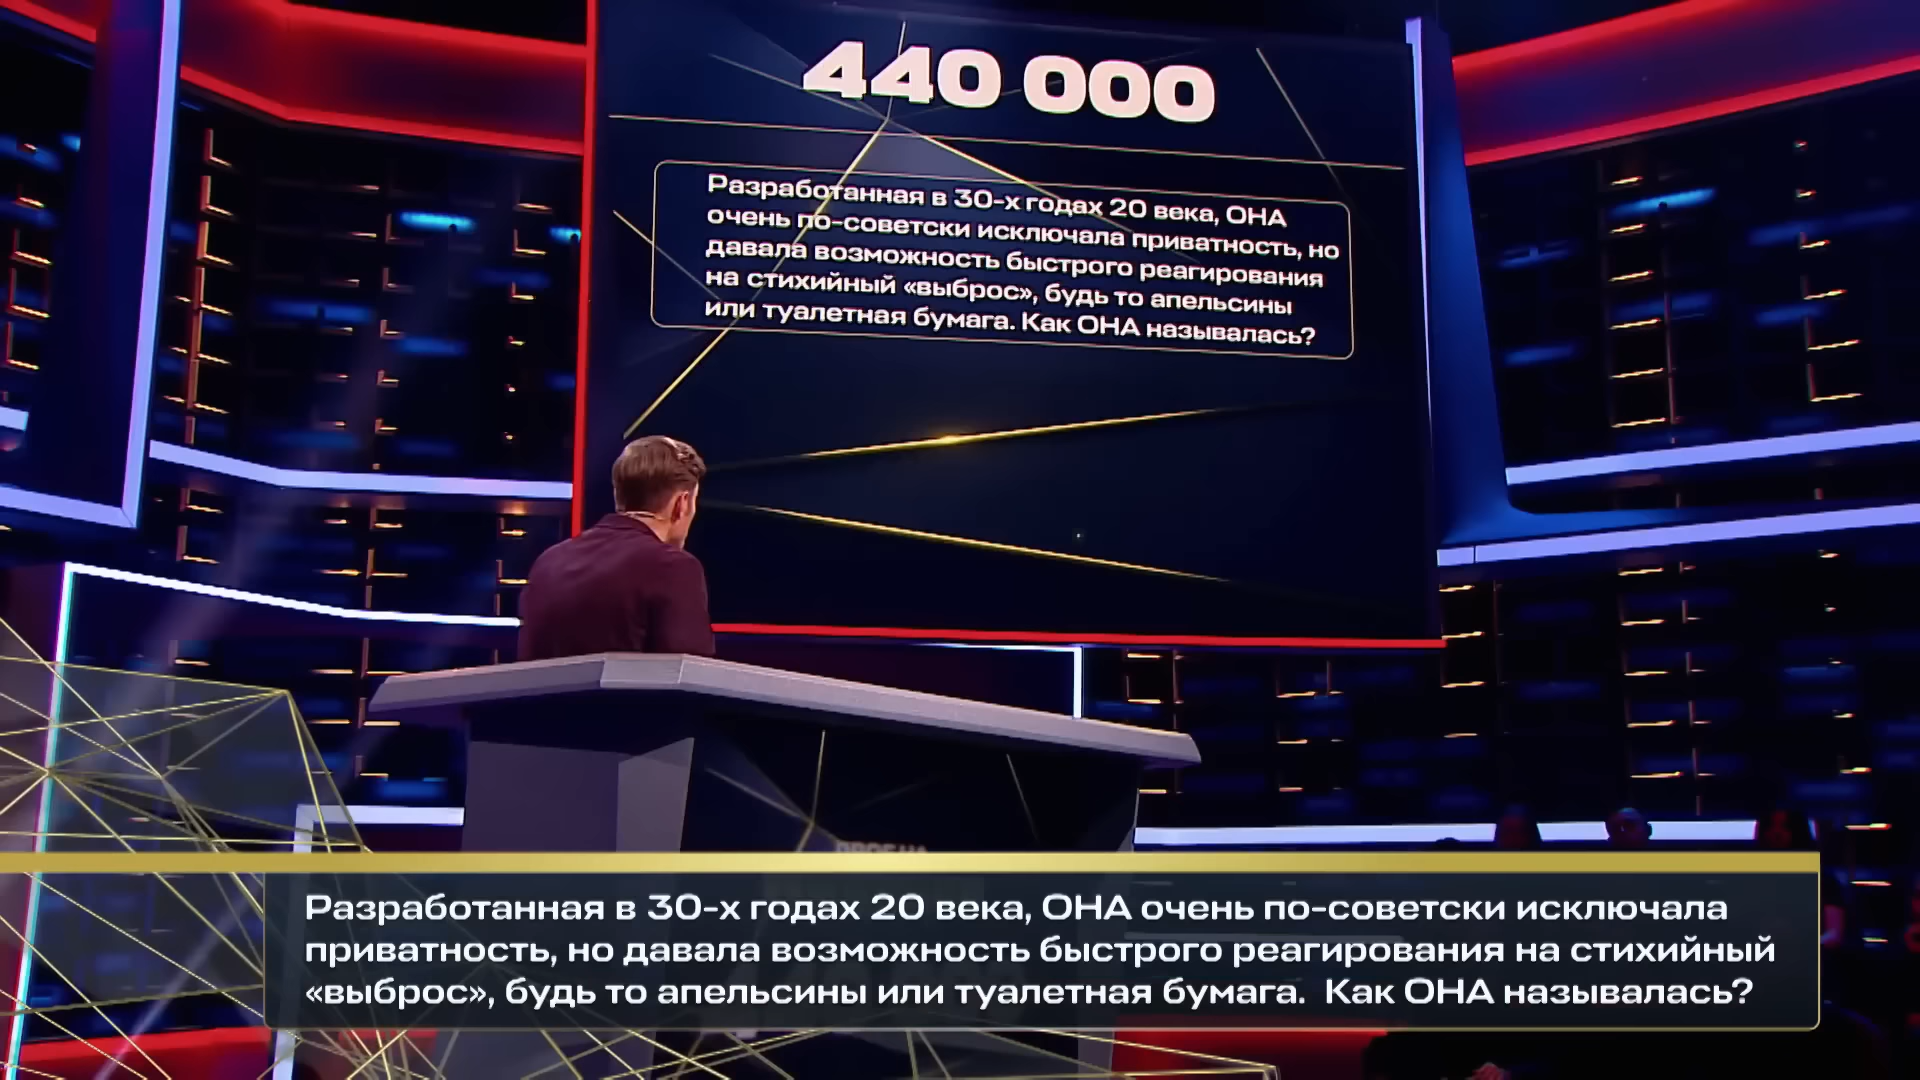 440 000
Разработанная в 30-х годах 20 века, ОНА
очень по-советски исключала приватность, но
давала возможность быстрого реагирования
на стихийный «выброс», будь то апельсины
или туалетная бумага. Как ОНА называлась?
Разработанная в 30-х годах 20 века, ОНА очень по-советски исключала
приватность, но давала возможность быстрого реагирования на стихийный
«выброс», будь то апельсины или туалетная бумага. Как ОНА называлась?